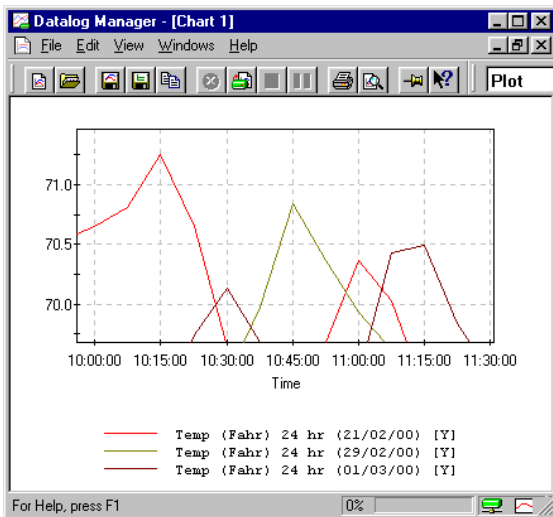 Datalog Manager - [Chart 1]
File Edit View Windows Help
Plot
71.0
70.5
70.0
10:00:00 10:15:00 10:30:00 10:45:00 11:00:00 11:15:00 11:30:00
Time
Temp (Fahr) 24 hr (21/02/00) [Y]
Temp (Fahr) 24 hr (29/02/00) [Y]
Temp (Fahr) 24 hr (01/03/00) [Y]
For Help, press F1 0%